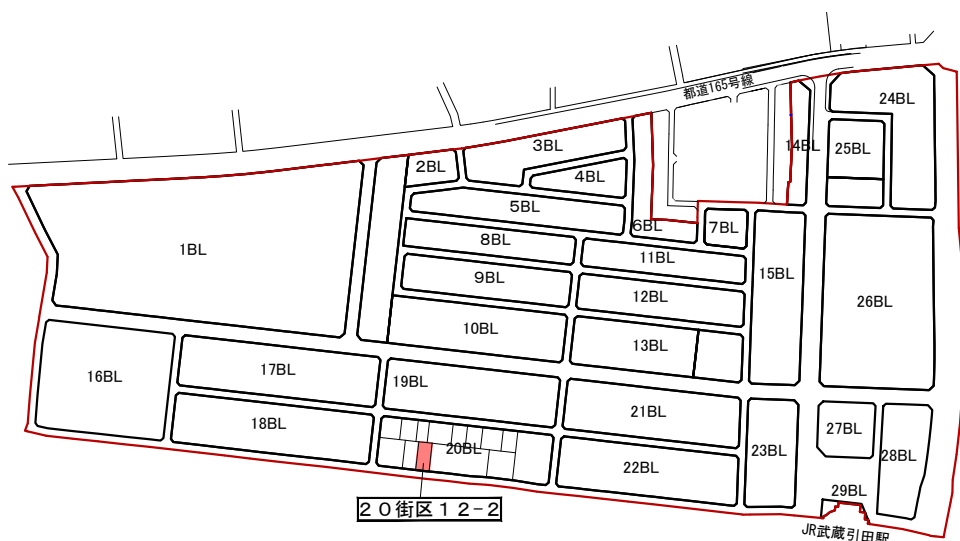 都道165号線
24BL
3BL
14BL
25BL
2BL
4BL
5BL
6BL
7BL
1BL
8BL
11BL
15BL
9BL
12BL
26BL
10BL
13BL
16BL
17BL
19BL
21BL
18BL
20BL
22BL
23BL
27BL
28BL
29BL
20街区12-2
JR武蔵引田駅